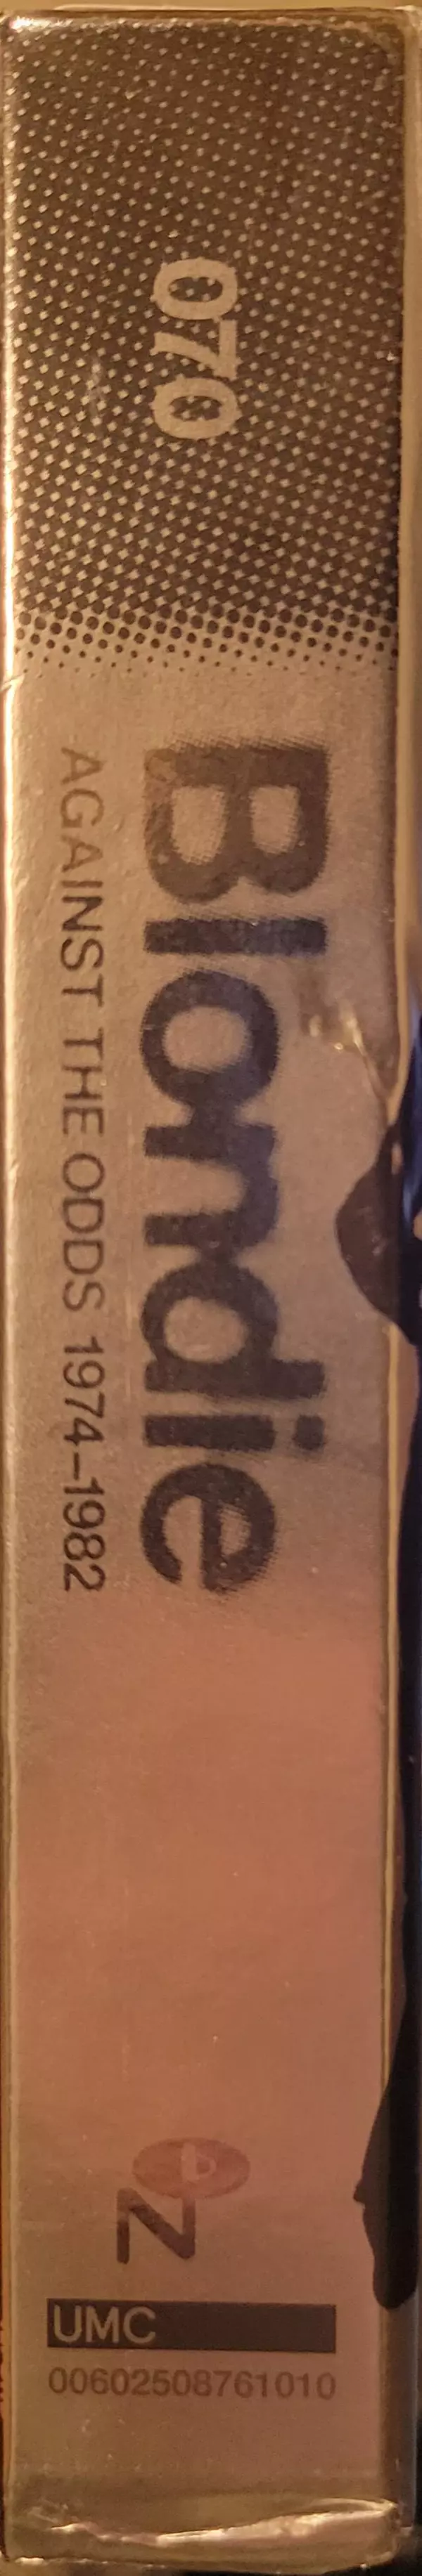 070
Blondie
AGAINST THE ODDS 1974–1982
UMC
00602508761010